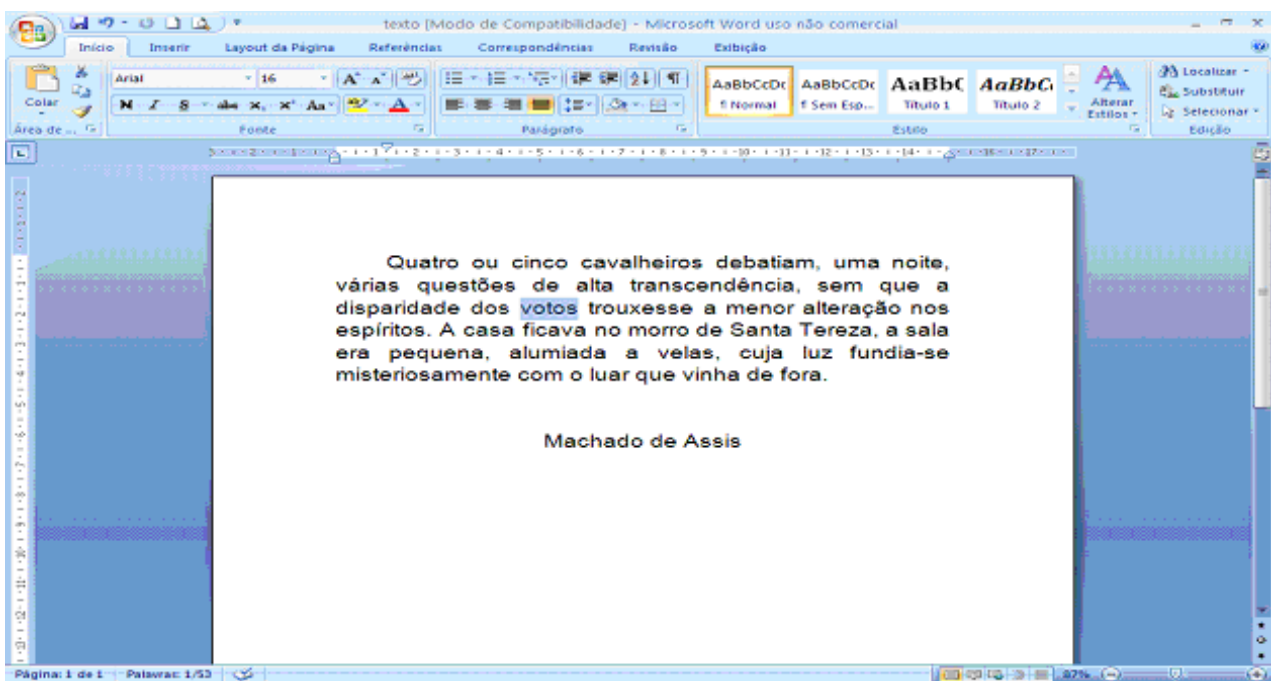 texto [Modo de Compatibilidade] - Microsoft Word uso não comercial
Início Inserir Layout da Página Referências Correspondências Revisão Exibição
Arial 16 Localizar
Colar AaBbCcDc AaBbCcDc AaBbC AaBbC Alterar Estilos Substituir
N I S abc Aa A ¶ Normal ¶ Sem Esp... Título 1 Título 2 Selecionar
Área de ... Fonte Parágrafo Estilo Edição
Quatro ou cinco cavalheiros debatiam, uma noite,
várias questões de alta transcendência, sem que a
disparidade dos votos trouxesse a menor alteração nos
espíritos. A casa ficava no morro de Santa Tereza, a sala
era pequena, alumiada a velas, cuja luz fundia-se
misteriosamente com o luar que vinha de fora.
Machado de Assis
Página: 1 de 1 Palavras: 1/53 87%